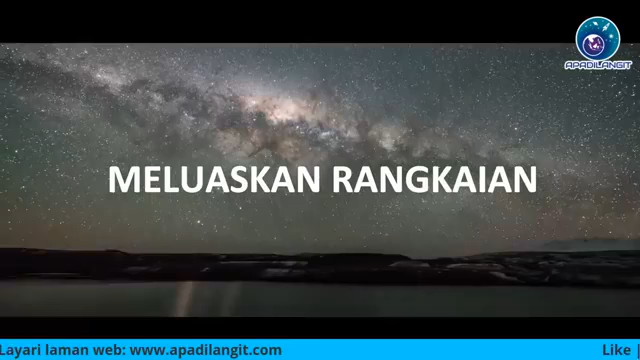 APADILANGIT
MELUASKAN RANGKAIAN
Layari laman web: www.apadilangit.com
Like |